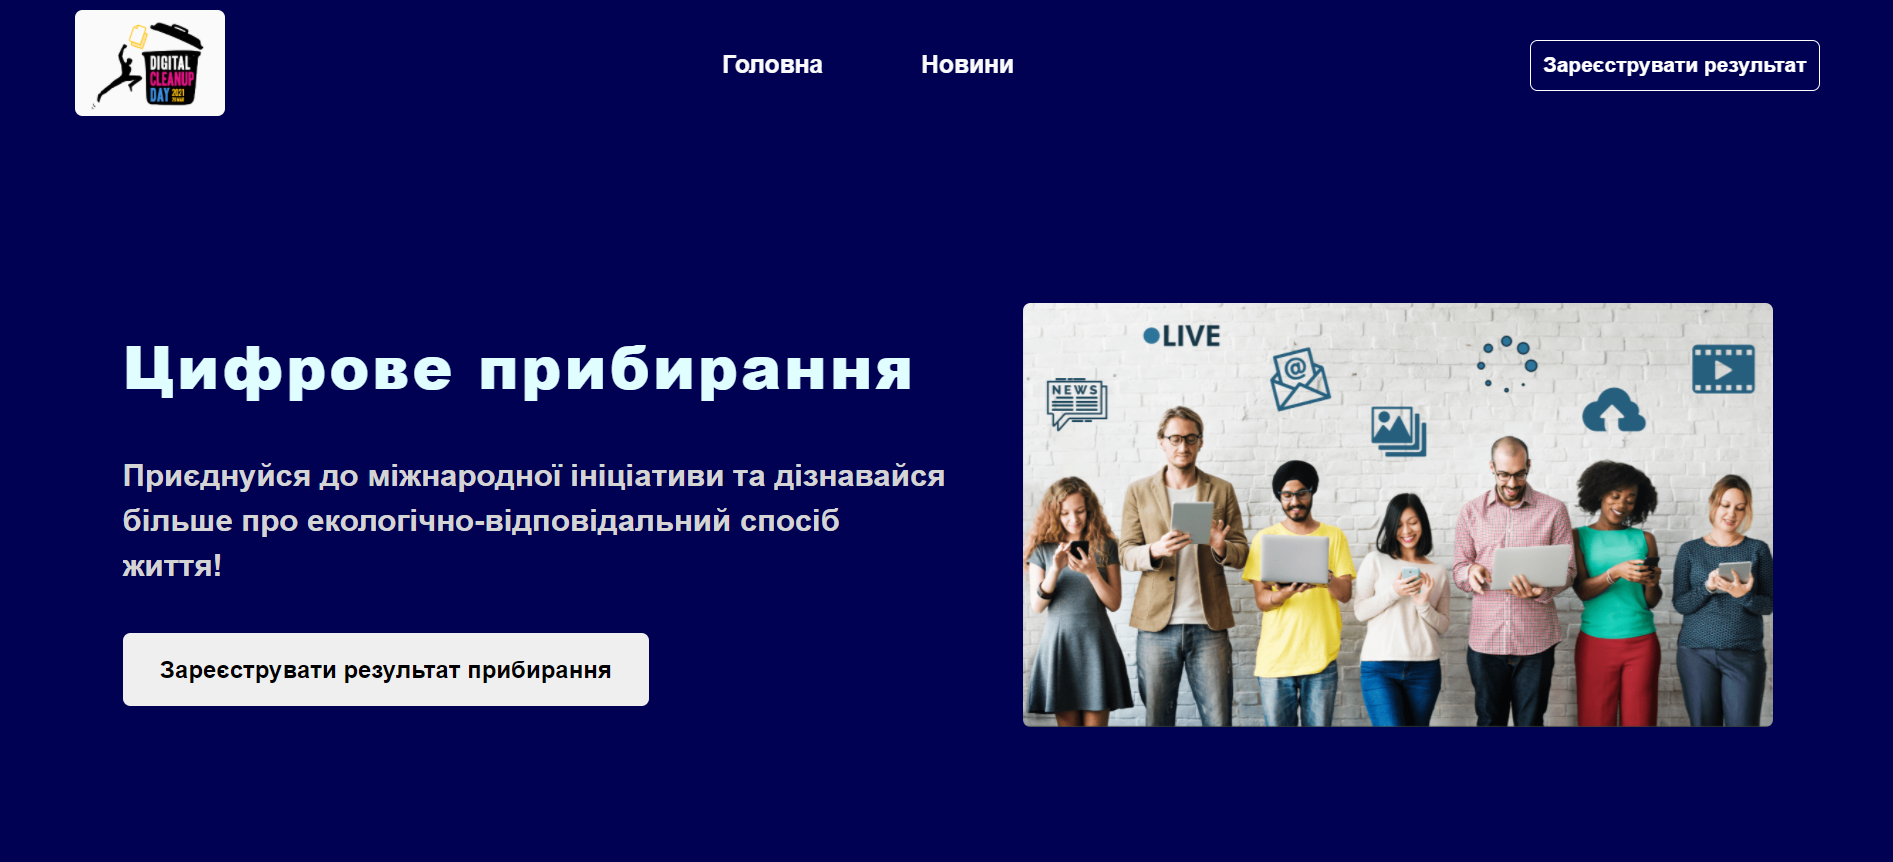 DIGITAL
CLEANUP
DAY 2021
Головна
Новини
Зареєструвати результат
Цифрове прибирання
Приєднуйся до міжнародної ініціативи та дізнавайся
більше про екологічно-відповідальний спосіб
життя!
Зареєструвати результат прибирання
LIVE
NEWS
@